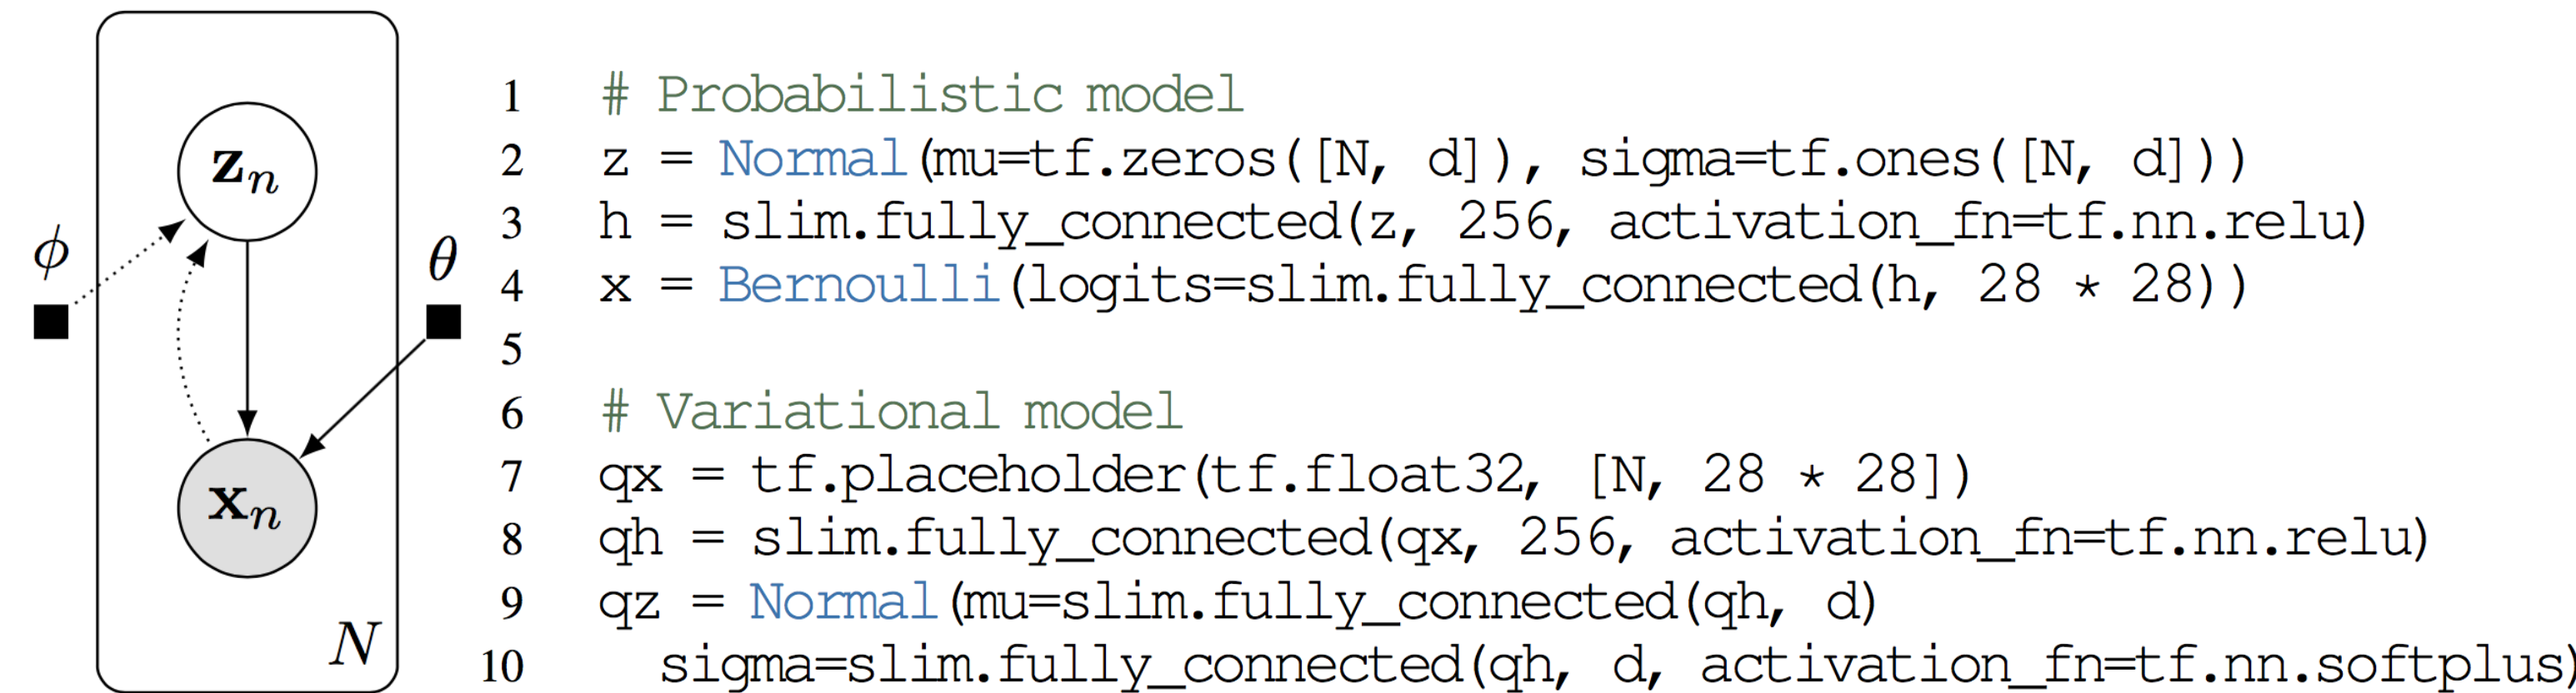 z_n
ϕ
θ
x_n
N
1 # Probabilistic model
2 z = Normal(mu=tf.zeros([N, d]), sigma=tf.ones([N, d]))
3 h = slim.fully_connected(z, 256, activation_fn=tf.nn.relu)
4 x = Bernoulli(logits=slim.fully_connected(h, 28 * 28))
5
6 # Variational model
7 qx = tf.placeholder(tf.float32, [N, 28 * 28])
8 qh = slim.fully_connected(qx, 256, activation_fn=tf.nn.relu)
9 qz = Normal(mu=slim.fully_connected(qh, d)
10 sigma=slim.fully_connected(qh, d, activation_fn=tf.nn.softplus)